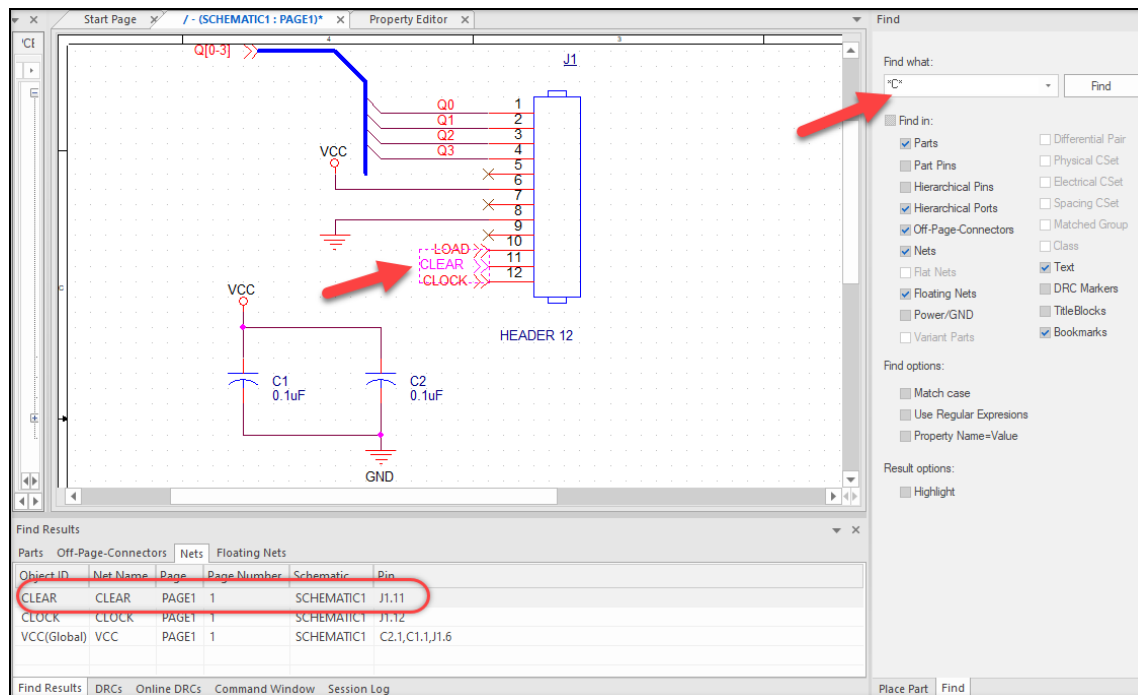 Start Page
/ - (SCHEMATIC1 : PAGE1)*
Property Editor
Find
4
3
Q[0-3]
J1
Q0
Q1
Q2
Q3
1
2
3
4
5
6
7
8
9
10
11
12
VCC
LOAD
CLEAR
CLOCK
HEADER 12
C
VCC
C1
0.1uF
C2
0.1uF
GND
Find what:
*C*
Find
Find in:
Parts
Part Pins
Hierarchical Pins
Hierarchical Ports
Off-Page-Connectors
Nets
Flat Nets
Floating Nets
Power/GND
Variant Parts
Differential Pair
Physical CSet
Electrical CSet
Spacing CSet
Matched Group
Class
Text
DRC Markers
TitleBlocks
Bookmarks
Find options:
Match case
Use Regular Expresions
Property Name=Value
Result options:
Highlight
Find Results
Parts Off-Page-Connectors Nets Floating Nets
Object ID Net Name Page Page Number Schematic Pin
CLEAR CLEAR PAGE1 1 SCHEMATIC1 J1.11
CLOCK CLOCK PAGE1 1 SCHEMATIC1 J1.12
VCC(Global) VCC PAGE1 1 SCHEMATIC1 C2.1,C1.1,J1.6
Find Results DRCs Online DRCs Command Window Session Log
Place Part Find